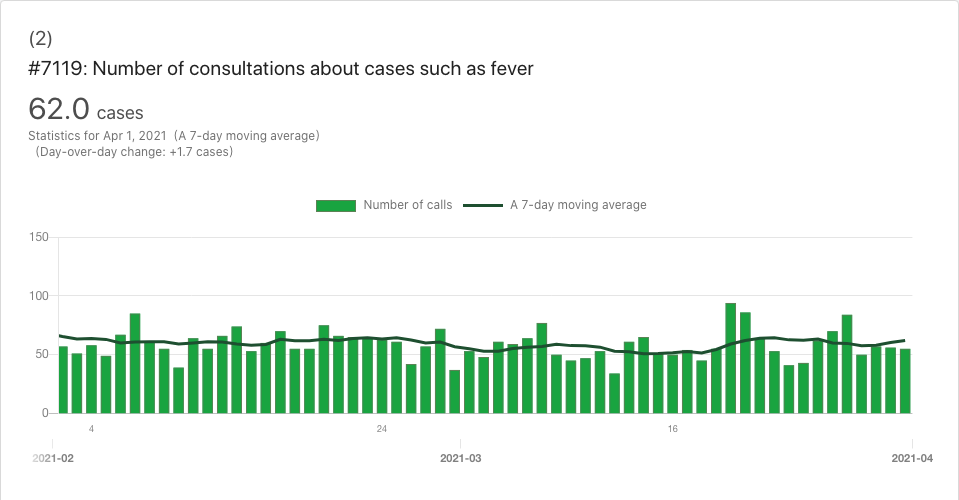 (2)
#7119: Number of consultations about cases such as fever
62.0 cases
Statistics for Apr 1, 2021 (A 7-day moving average)
(Day-over-day change: +1.7 cases)
Number of calls A 7-day moving average
150
100
50
0
4 24 16
2021-02 2021-03 2021-04